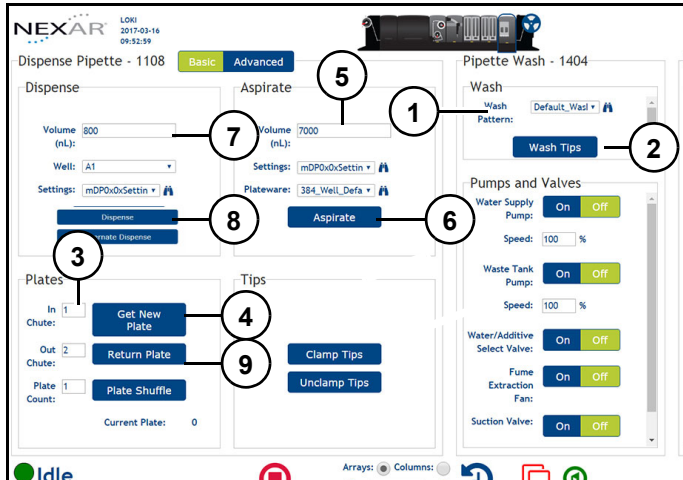 NEXAR
LOKI
2017-03-16
09:52:59
Dispense Pipette - 1108
Basic
Advanced
Pipette Wash - 1404
Dispense
Volume (nL):
800
7
Well:
A1
Settings:
mDP0x0xSettin
Dispense
8
ernate Dispense
Aspirate
5
Volume (nL):
7000
Settings:
mDP0x0xSettin
Plateware:
384_Well_Defa
Aspirate
6
Wash
1
Wash Pattern:
Default_Wasl
Wash Tips
2
Pumps and Valves
Water Supply Pump:
On
Off
Speed:
100
%
Waste Tank Pump:
On
Off
Speed:
100
%
Water/Additive Select Valve:
On
Off
Fume Extraction Fan:
On
Off
Suction Valve:
On
Off
Plates
3
In Chute:
1
Get New Plate
4
Out Chute:
2
Return Plate
9
Plate Count:
1
Plate Shuffle
Current Plate:
0
Tips
Clamp Tips
Unclamp Tips
Idle
Arrays:
Columns: